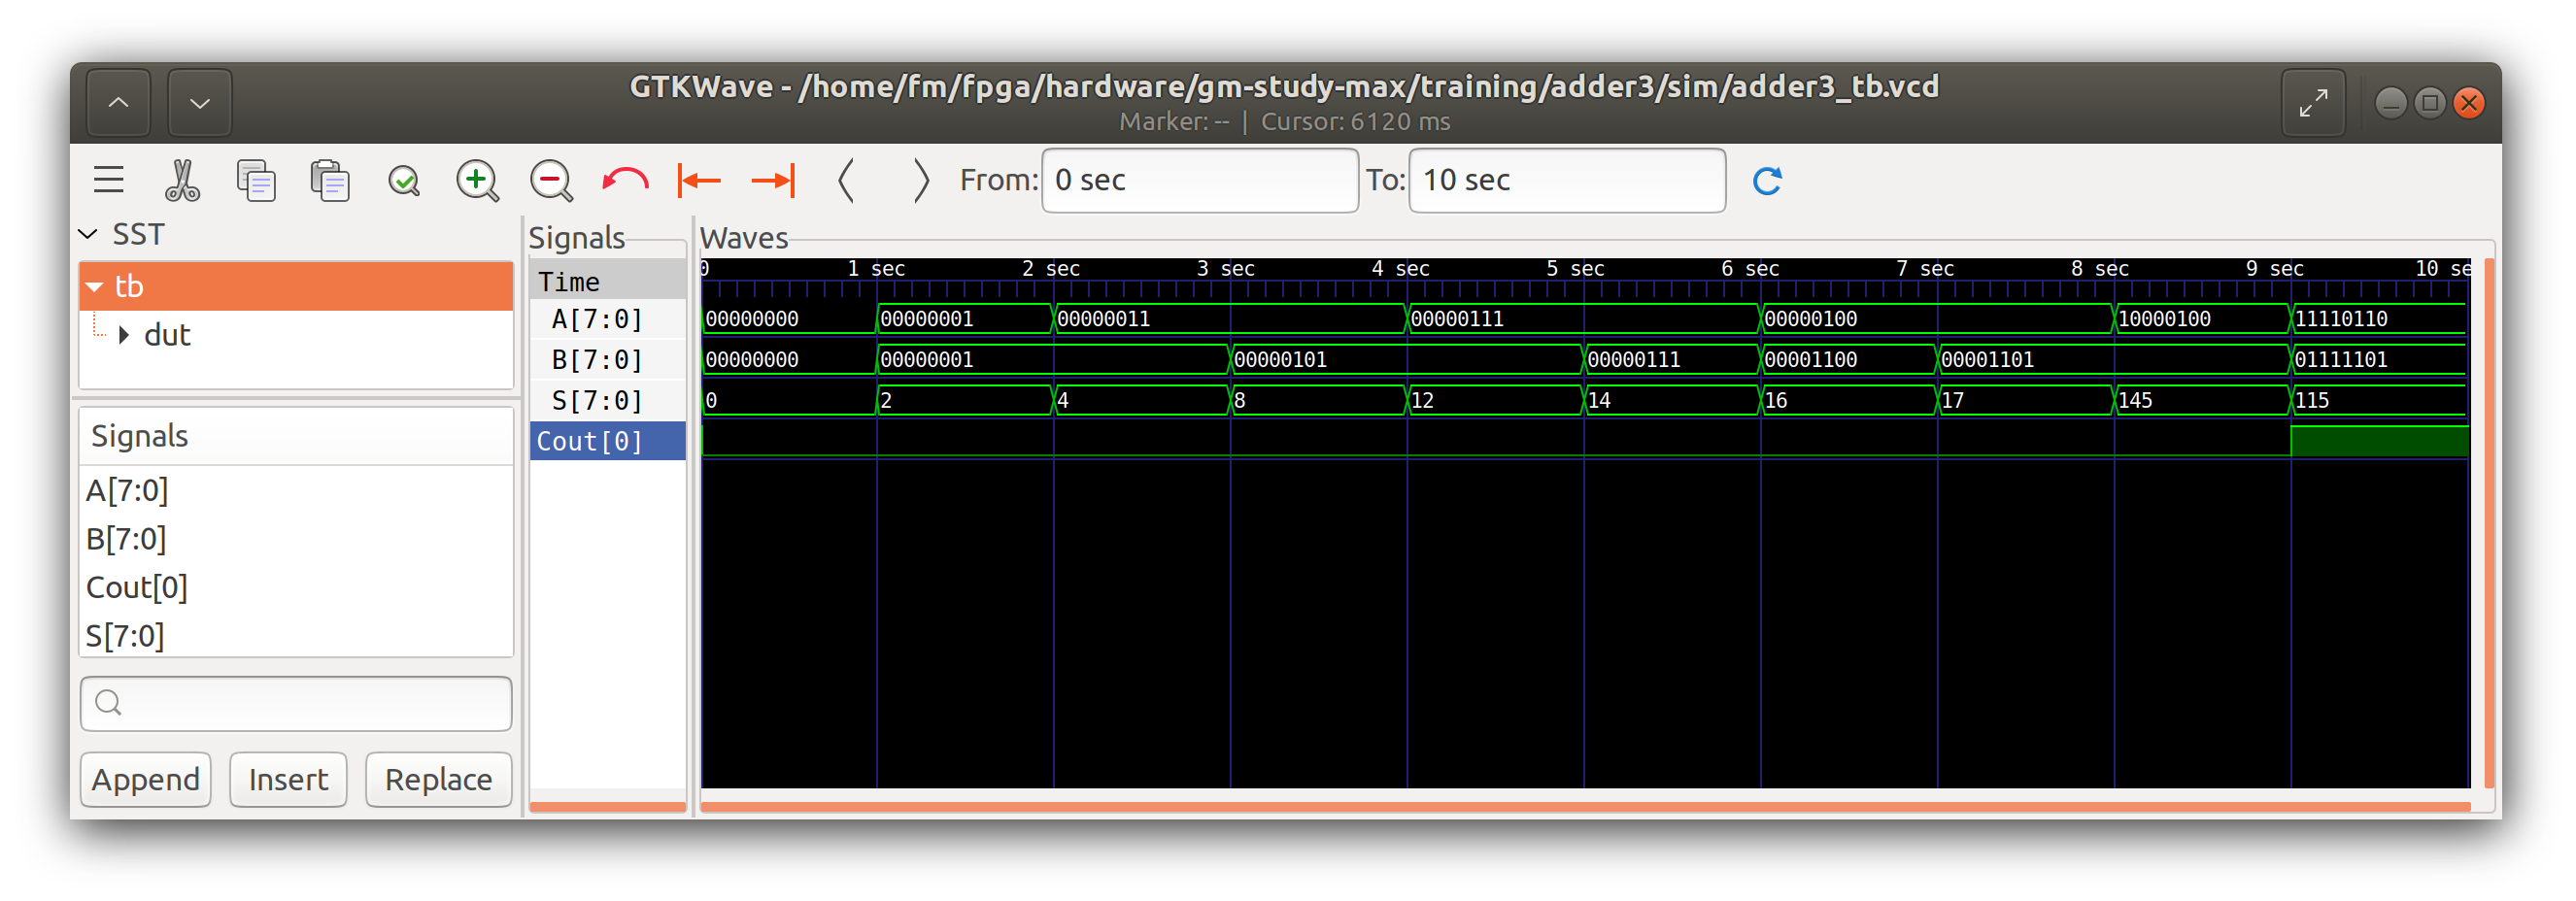 GTKWave - /home/fm/fpga/hardware/gm-study-max/training/adder3/sim/adder3_tb.vcd
Marker: -- | Cursor: 6120 ms
From: 0 sec To: 10 sec
SST
tb
dut
Signals
A[7:0]
B[7:0]
Cout[0]
S[7:0]
Append Insert Replace
Signals
Time
A[7:0]
B[7:0]
S[7:0]
Cout[0]
Waves
0 1 sec 2 sec 3 sec 4 sec 5 sec 6 sec 7 sec 8 sec 9 sec 10 se
00000000 00000001 00000011 00000111 00000100 10000100 11110110
00000000 00000001 00000101 00000111 00001100 00001101 01111101
0 2 4 8 12 14 16 17 145 115